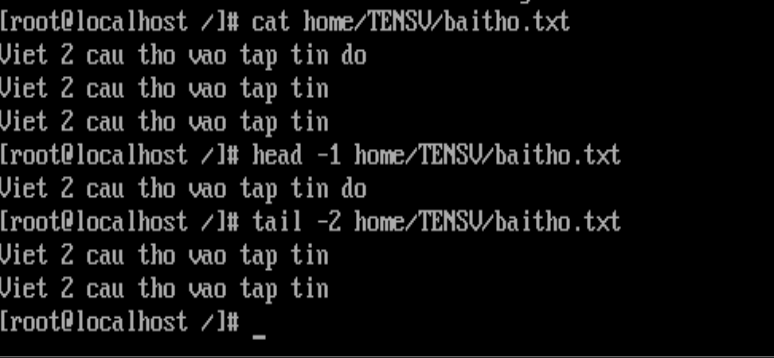 [root@localhost /]# cat home/TENSV/baitho.txt
Viet 2 cau tho vao tap tin do
Viet 2 cau tho vao tap tin
Viet 2 cau tho vao tap tin
[root@localhost /]# head -1 home/TENSV/baitho.txt
Viet 2 cau tho vao tap tin do
[root@localhost /]# tail -2 home/TENSV/baitho.txt
Viet 2 cau tho vao tap tin
Viet 2 cau tho vao tap tin
[root@localhost /]# _